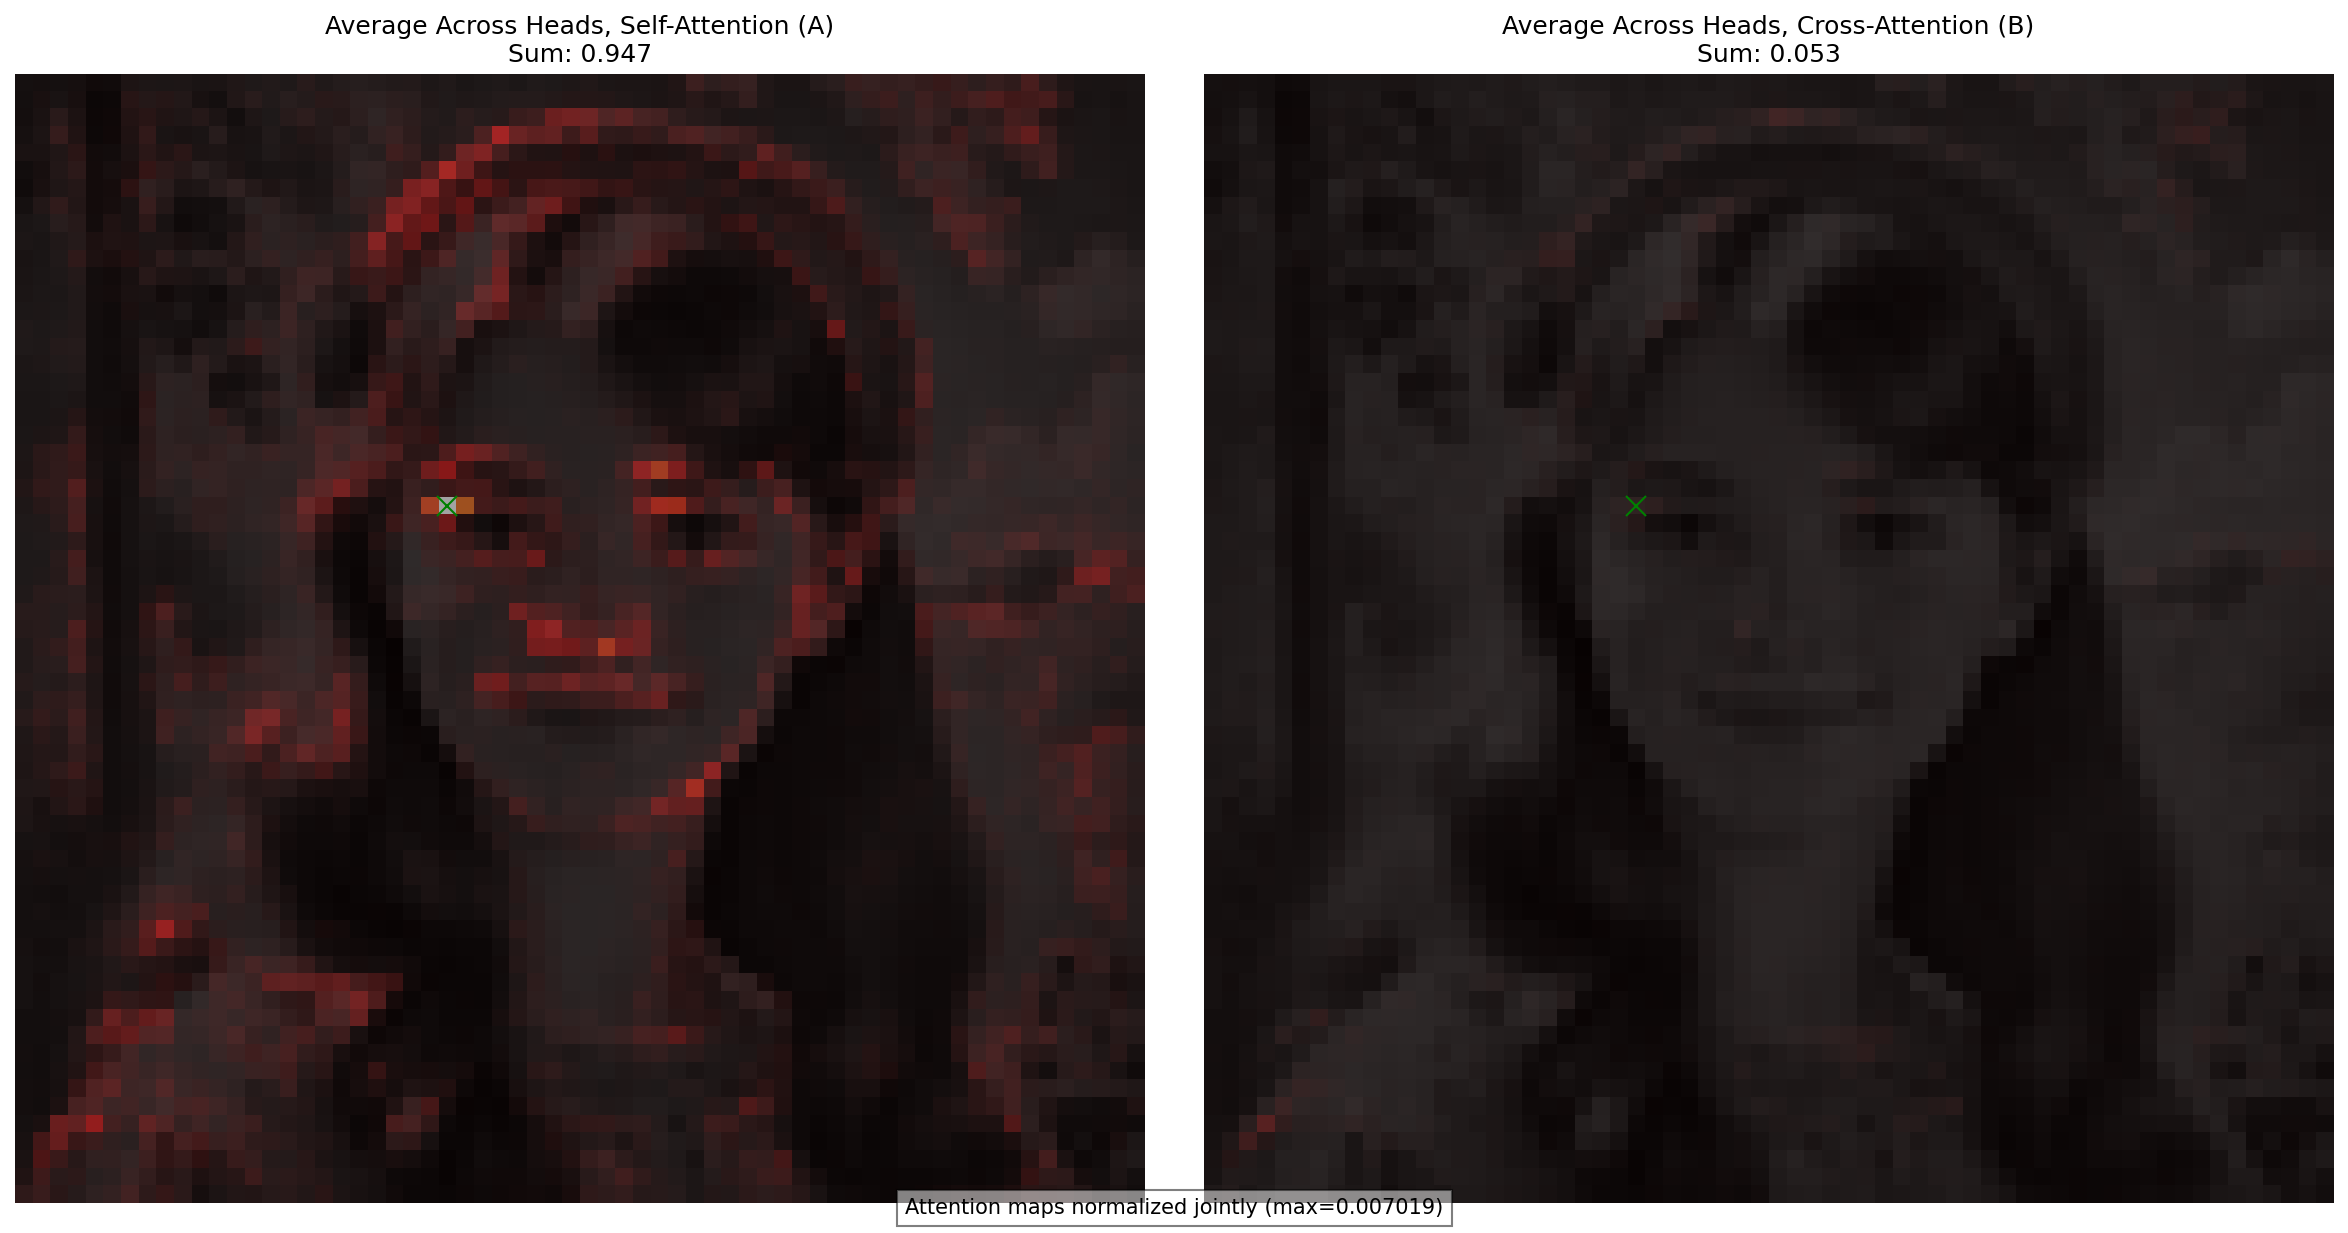 Average Across Heads, Self-Attention (A)
Sum: 0.947
Average Across Heads, Cross-Attention (B)
Sum: 0.053
Attention maps normalized jointly (max=0.007019)